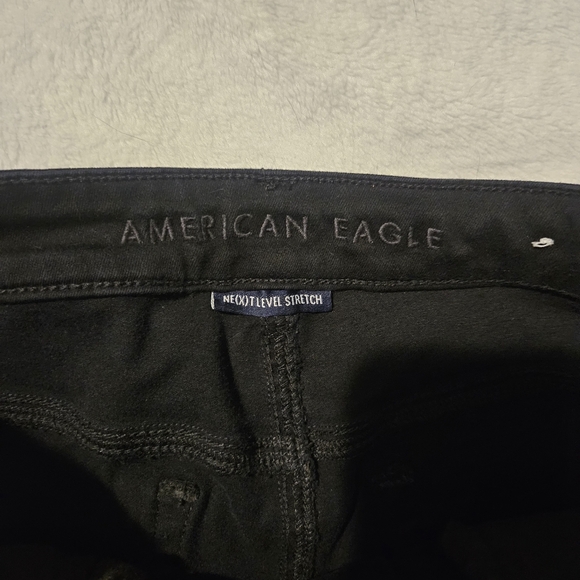 AMERICAN EAGLE
NE(X)T LEVEL STRETCH